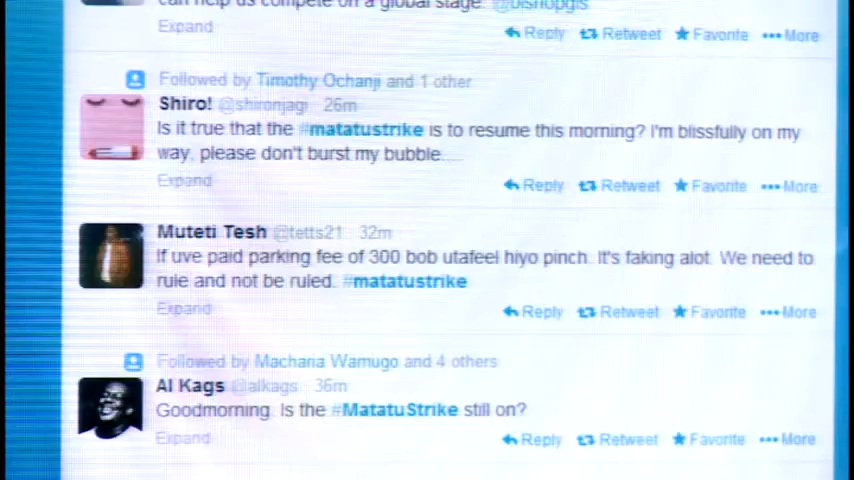 can help us compete on a global stage. @bishopgis
Expand Reply Retweet Favorite More
Followed by Timothy Ochanji and 1 other
Shiro! @shironjagi 26m
Is it true that the #matatustrike is to resume this morning? I'm blissfully on my
way, please don't burst my bubble.....
Expand Reply Retweet Favorite More
Muteti Tesh @tetts21 32m
If uve paid parking fee of 300 bob utafeel hiyo pinch. It's faking alot. We need to
rule and not be ruled. #matatustrike
Expand Reply Retweet Favorite More
Followed by Macharia Wamugo and 4 others
Al Kags @alkags 36m
Goodmorning. Is the #MatatuStrike still on?
Expand Reply Retweet Favorite More